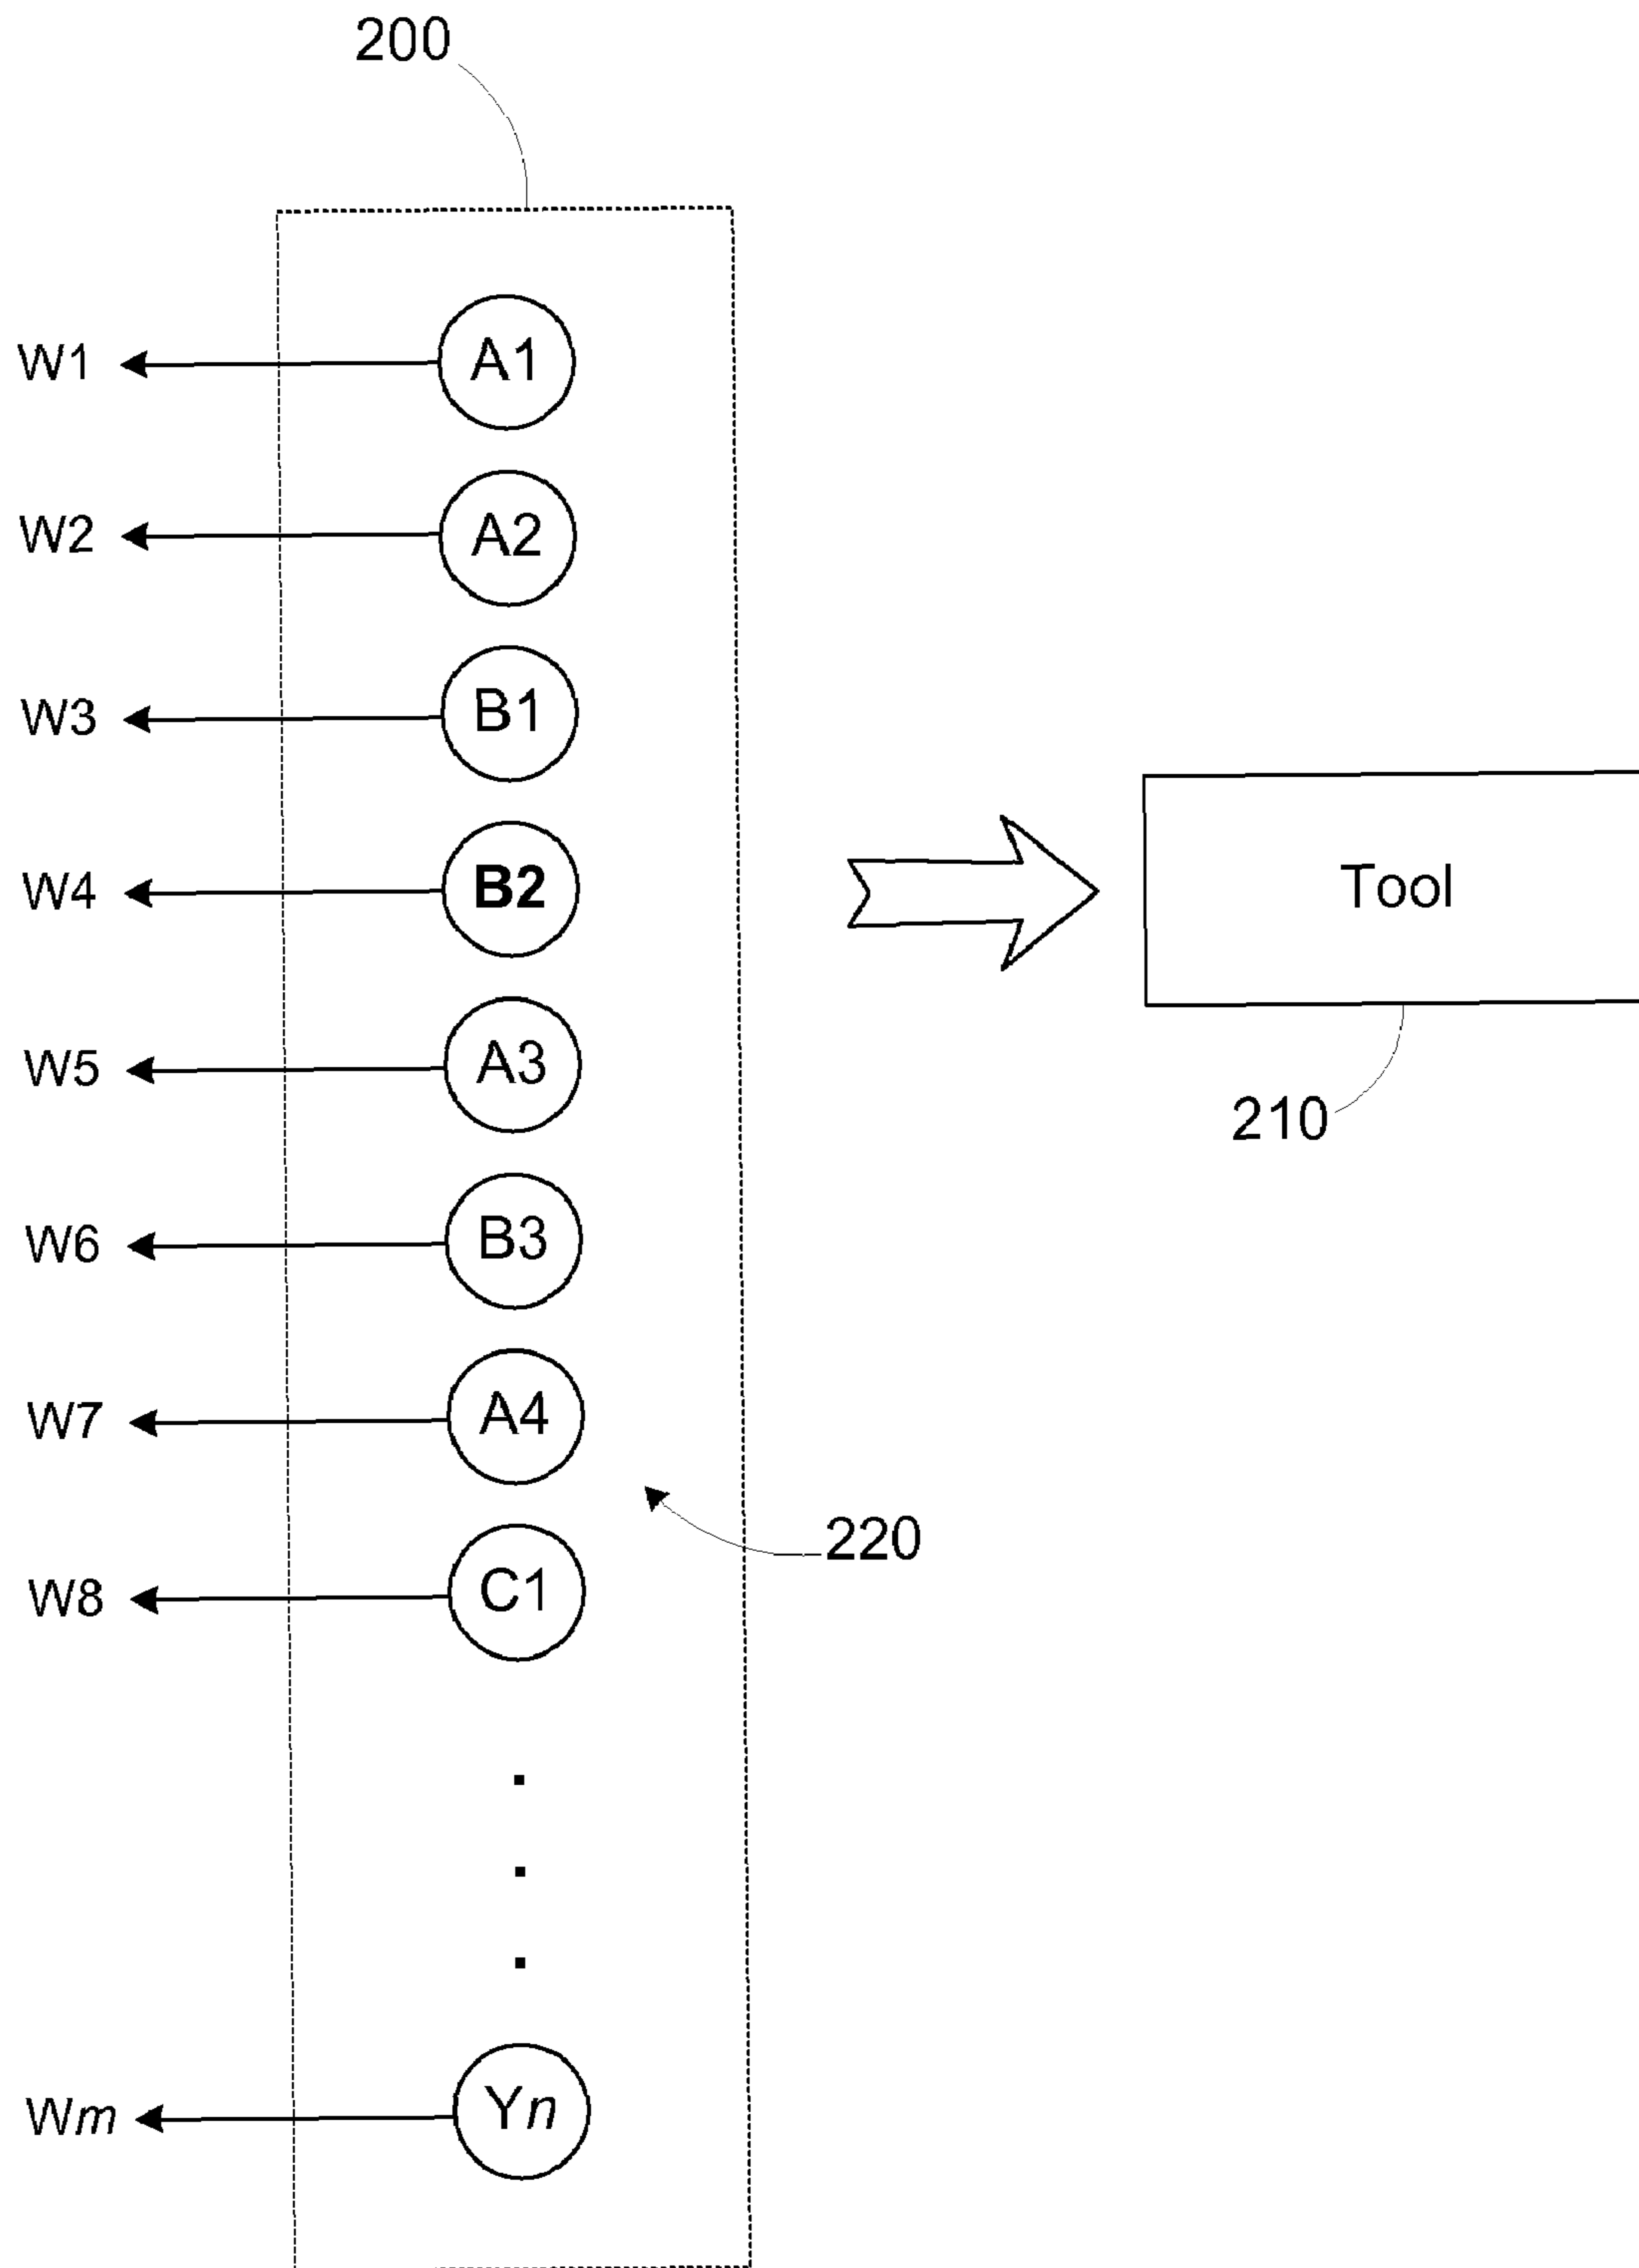 200
W1 A1
W2 A2
W3 B1
W4 B2 Tool
W5 A3
210
W6 B3
W7 A4
220
W8 C1
.
.
.
Wm Yn